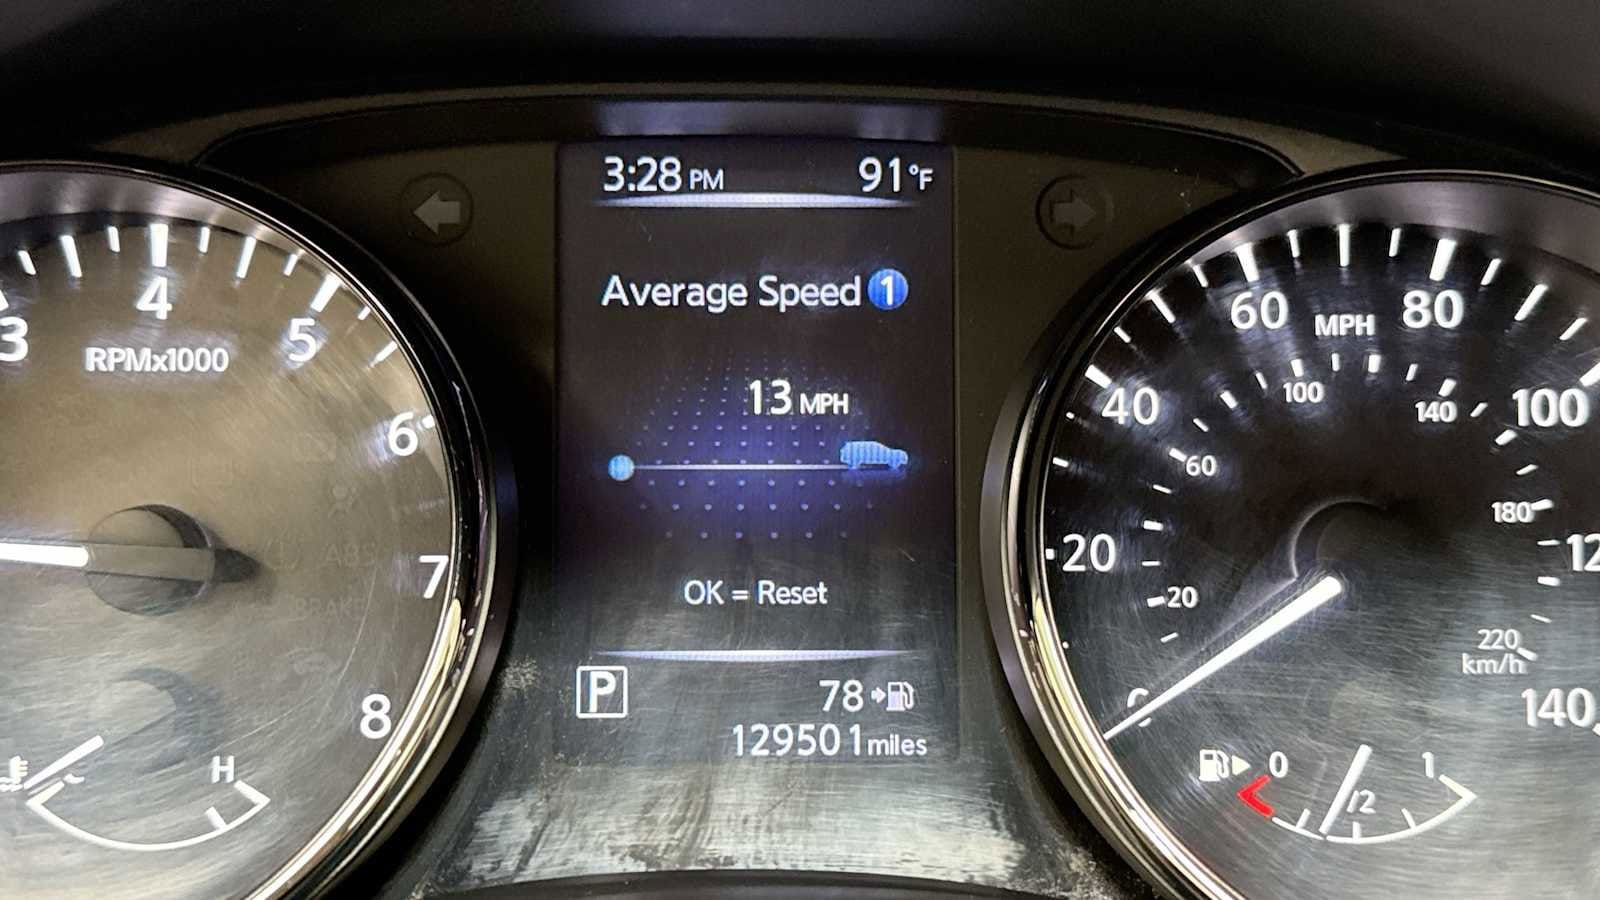 3:28 PM 91°F
Average Speed 1
13 MPH
OK = Reset
P 78
129501 miles
3 4 5 6 7 8
RPMx1000
H
0 20 40 60 80 100 140
MPH
20 60 100 140 180 220
km/h
0 1/2 1